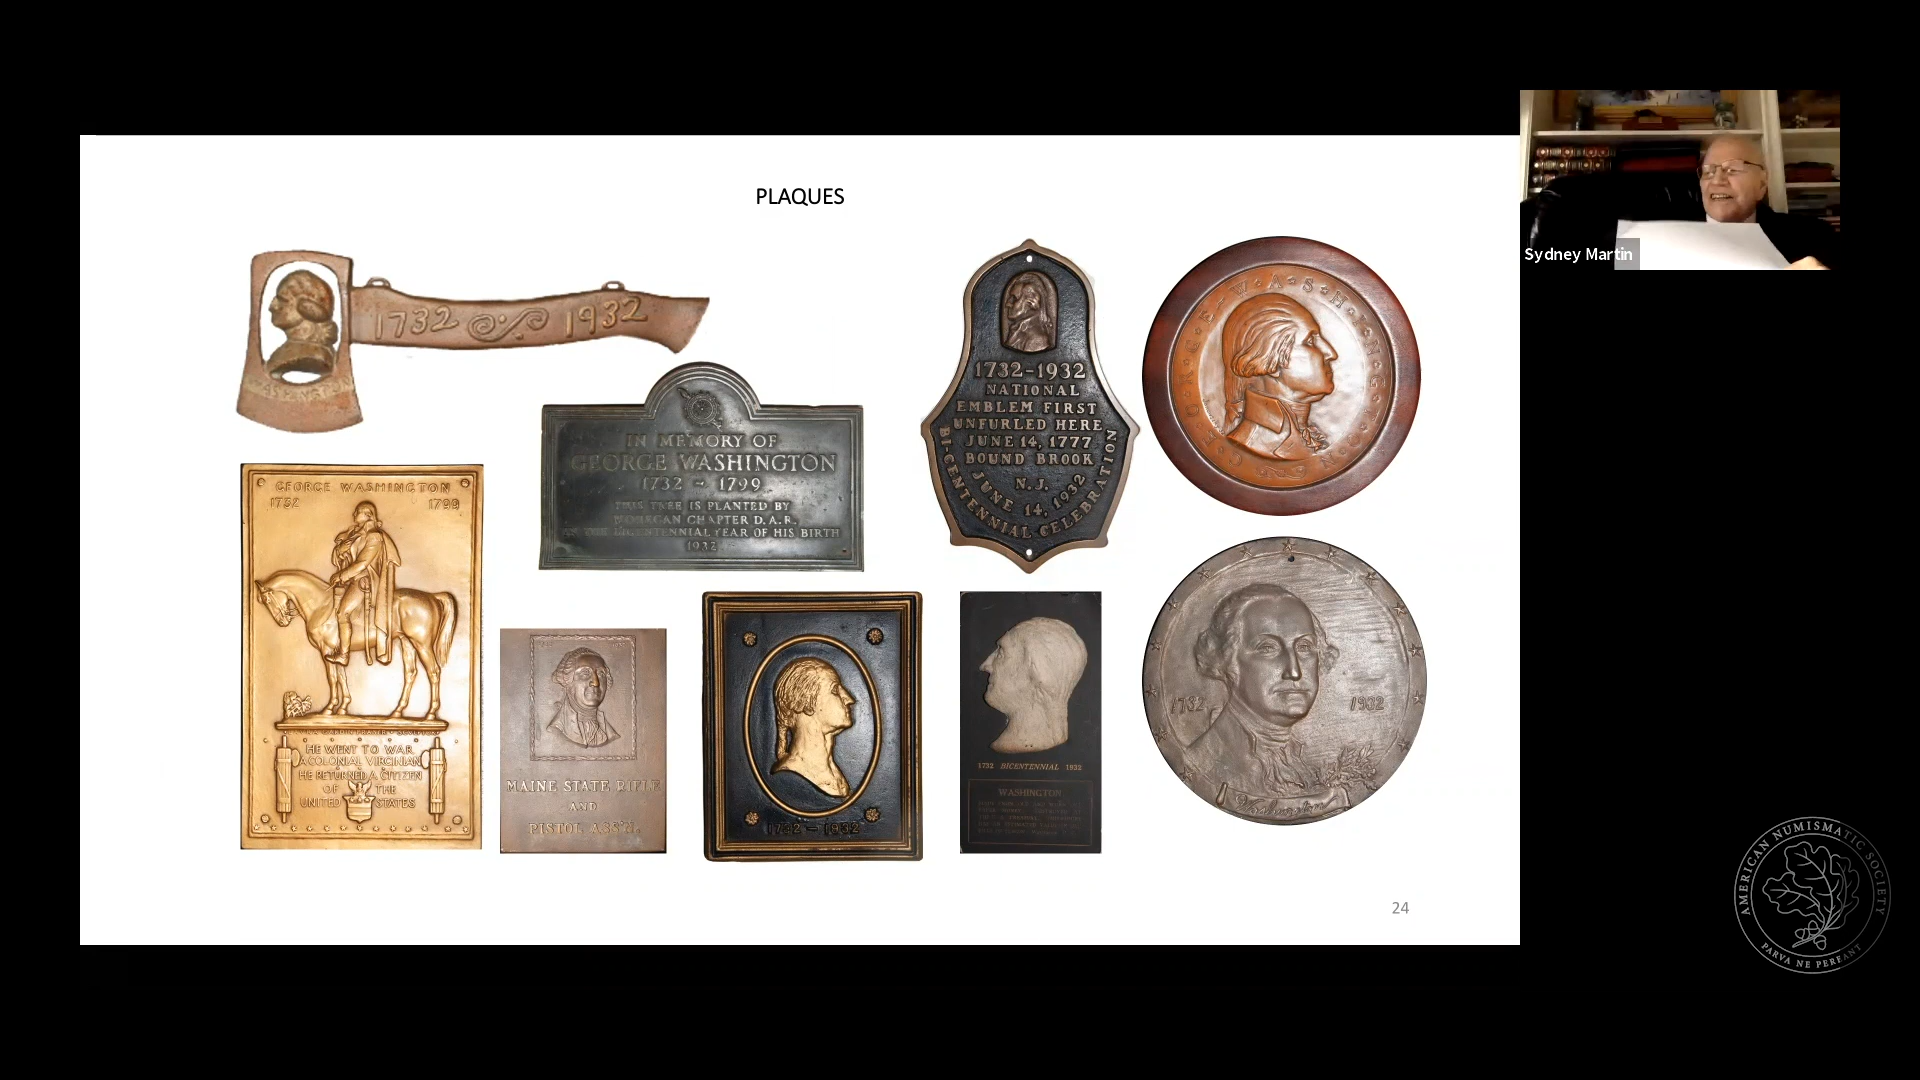 PLAQUES
Sydney Martin
1732 1932
GEORGE WASHINGTON
1732 1799
HE WENT TO WAR
A COLONIAL VIRGINIAN
HE RETURNED A CITIZEN
OF THE
UNITED STATES
IN MEMORY OF
GEORGE WASHINGTON
1732 ~ 1799
THIS TREE IS PLANTED BY
MOHEGAN CHAPTER D.A.R.
IN THE BICENTENNIAL YEAR OF HIS BIRTH
1932
1732-1932
NATIONAL
EMBLEM FIRST
UNFURLED HERE
JUNE 14, 1777
BOUND BROOK
N.J.
JUNE 14, 1932
BI-CENTENNIAL CELEBRATION
GEORGE WASHINGTON
MAINE STATE RIFLE
AND
PISTOL ASS'N.
1732 - 1932
1732 BICENTENNIAL 1932
WASHINGTON
1732 1932
Washington
24
AMERICAN NUMISMATIC SOCIETY
PARVA NE PEREANT